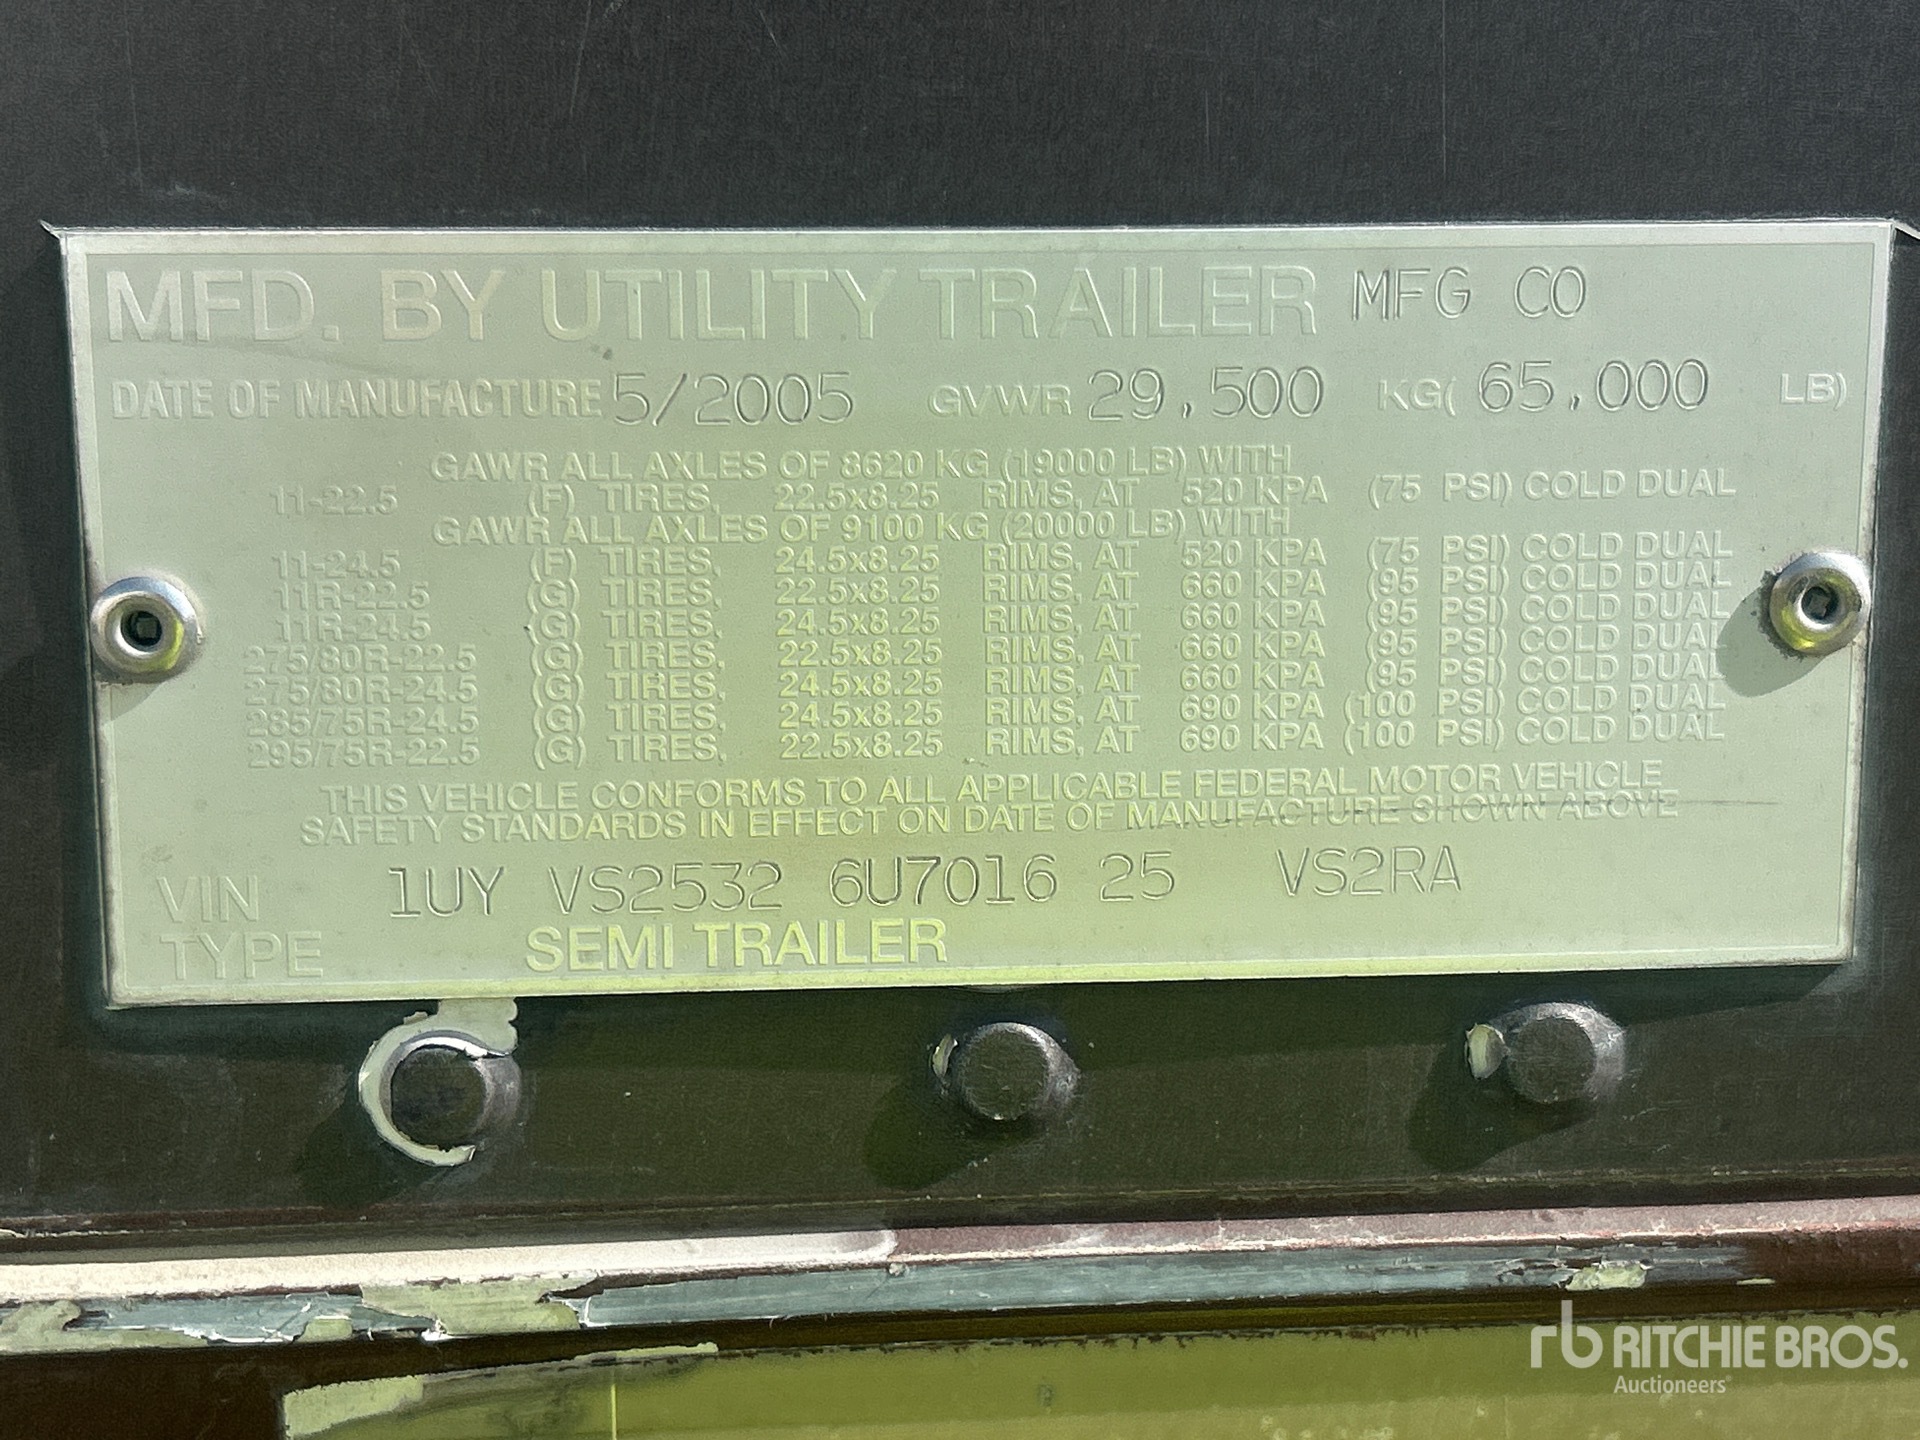 MFD. BY UTILITY TRAILER MFG CO
DATE OF MANUFACTURE 5/2005 GVWR 29,500 KG( 65,000 LB)
GAWR ALL AXLES OF 8620 KG (19000 LB) WITH
11-22.5 (F) TIRES, 22.5x8.25 RIMS, AT 520 KPA (75 PSI) COLD DUAL
GAWR ALL AXLES OF 9100 KG (20000 LB) WITH
11-24.5 (F) TIRES, 24.5x8.25 RIMS, AT 520 KPA (75 PSI) COLD DUAL
11R-22.5 (G) TIRES, 22.5x8.25 RIMS, AT 660 KPA (95 PSI) COLD DUAL
11R-24.5 (G) TIRES, 24.5x8.25 RIMS, AT 660 KPA (95 PSI) COLD DUAL
275/80R-22.5 (G) TIRES, 22.5x8.25 RIMS, AT 660 KPA (95 PSI) COLD DUAL
275/80R-24.5 (G) TIRES, 24.5x8.25 RIMS, AT 660 KPA (95 PSI) COLD DUAL
285/75R-24.5 (G) TIRES, 24.5x8.25 RIMS, AT 690 KPA (100 PSI) COLD DUAL
295/75R-22.5 (G) TIRES, 22.5x8.25 RIMS, AT 690 KPA (100 PSI) COLD DUAL
THIS VEHICLE CONFORMS TO ALL APPLICABLE FEDERAL MOTOR VEHICLE
SAFETY STANDARDS IN EFFECT ON DATE OF MANUFACTURE SHOWN ABOVE
VIN 1UY VS2532 6U7016 25 VS2RA
TYPE SEMI TRAILER
rb RITCHIE BROS.
Auctioneers